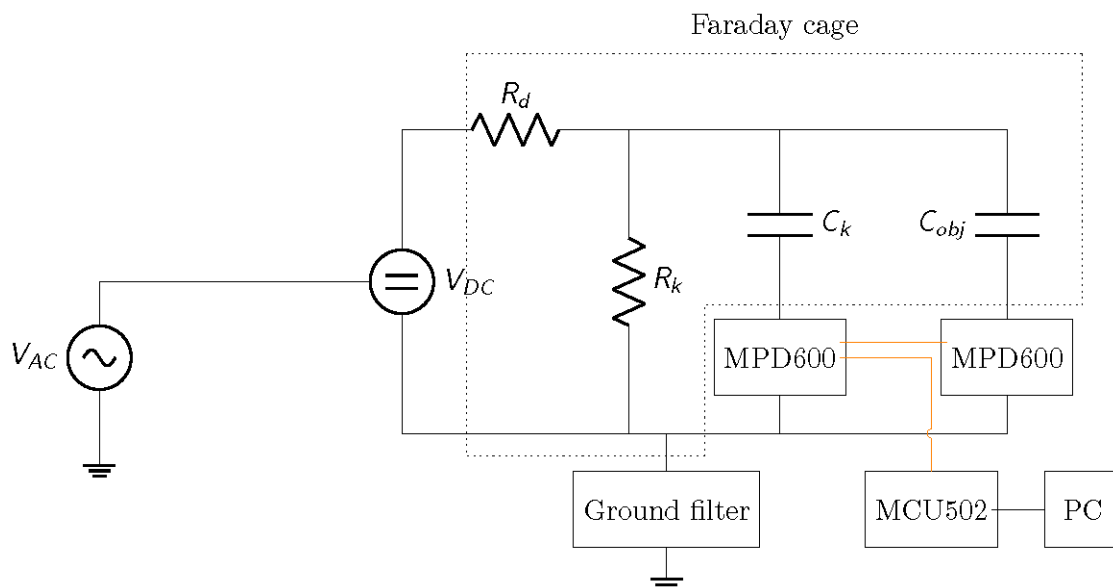 Faraday cage
R_d
C_k
C_obj
V_DC
R_k
V_AC
MPD600
MPD600
Ground filter
MCU502
PC